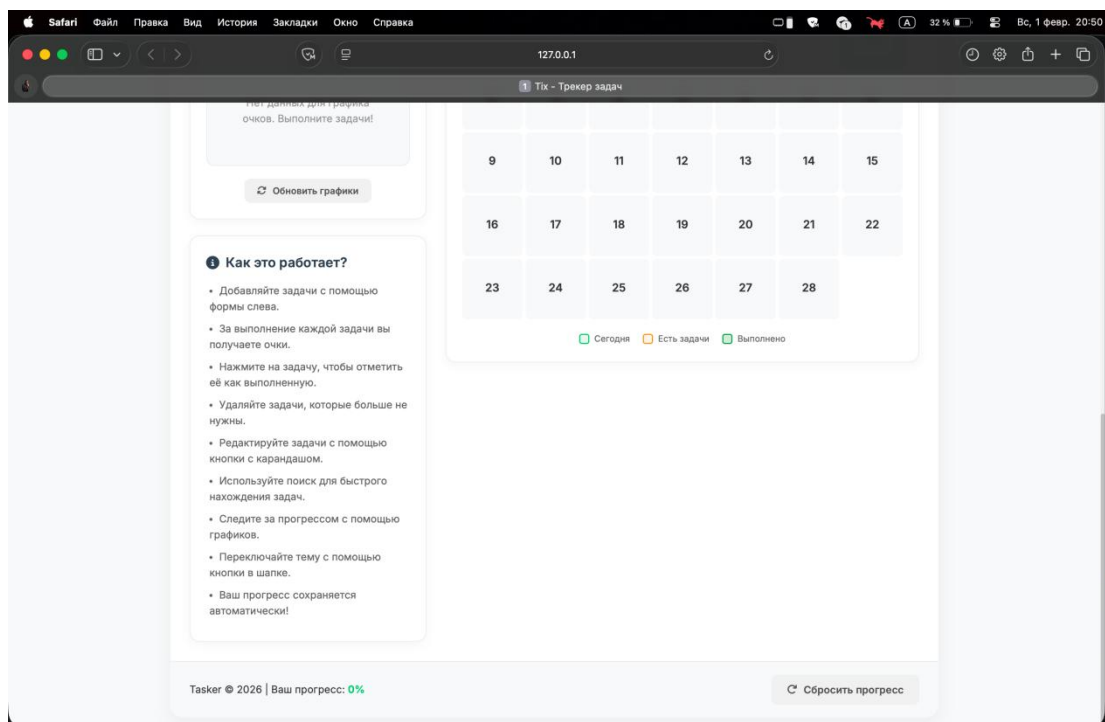 Safari Файл Правка Вид История Закладки Окно Справка
A 32 % Вс, 1 февр. 20:50
127.0.0.1
1 Tix - Трекер задач
Нет данных для графика
очков. Выполните задачи!
Обновить графики
9 10 11 12 13 14 15
16 17 18 19 20 21 22
23 24 25 26 27 28
Сегодня Есть задачи Выполнено
Как это работает?
• Добавляйте задачи с помощью
формы слева.
• За выполнение каждой задачи вы
получаете очки.
• Нажмите на задачу, чтобы отметить
её как выполненную.
• Удаляйте задачи, которые больше не
нужны.
• Редактируйте задачи с помощью
кнопки с карандашом.
• Используйте поиск для быстрого
нахождения задач.
• Следите за прогрессом с помощью
графиков.
• Переключайте тему с помощью
кнопки в шапке.
• Ваш прогресс сохраняется
автоматически!
Tasker © 2026 | Ваш прогресс: 0%
Сбросить прогресс